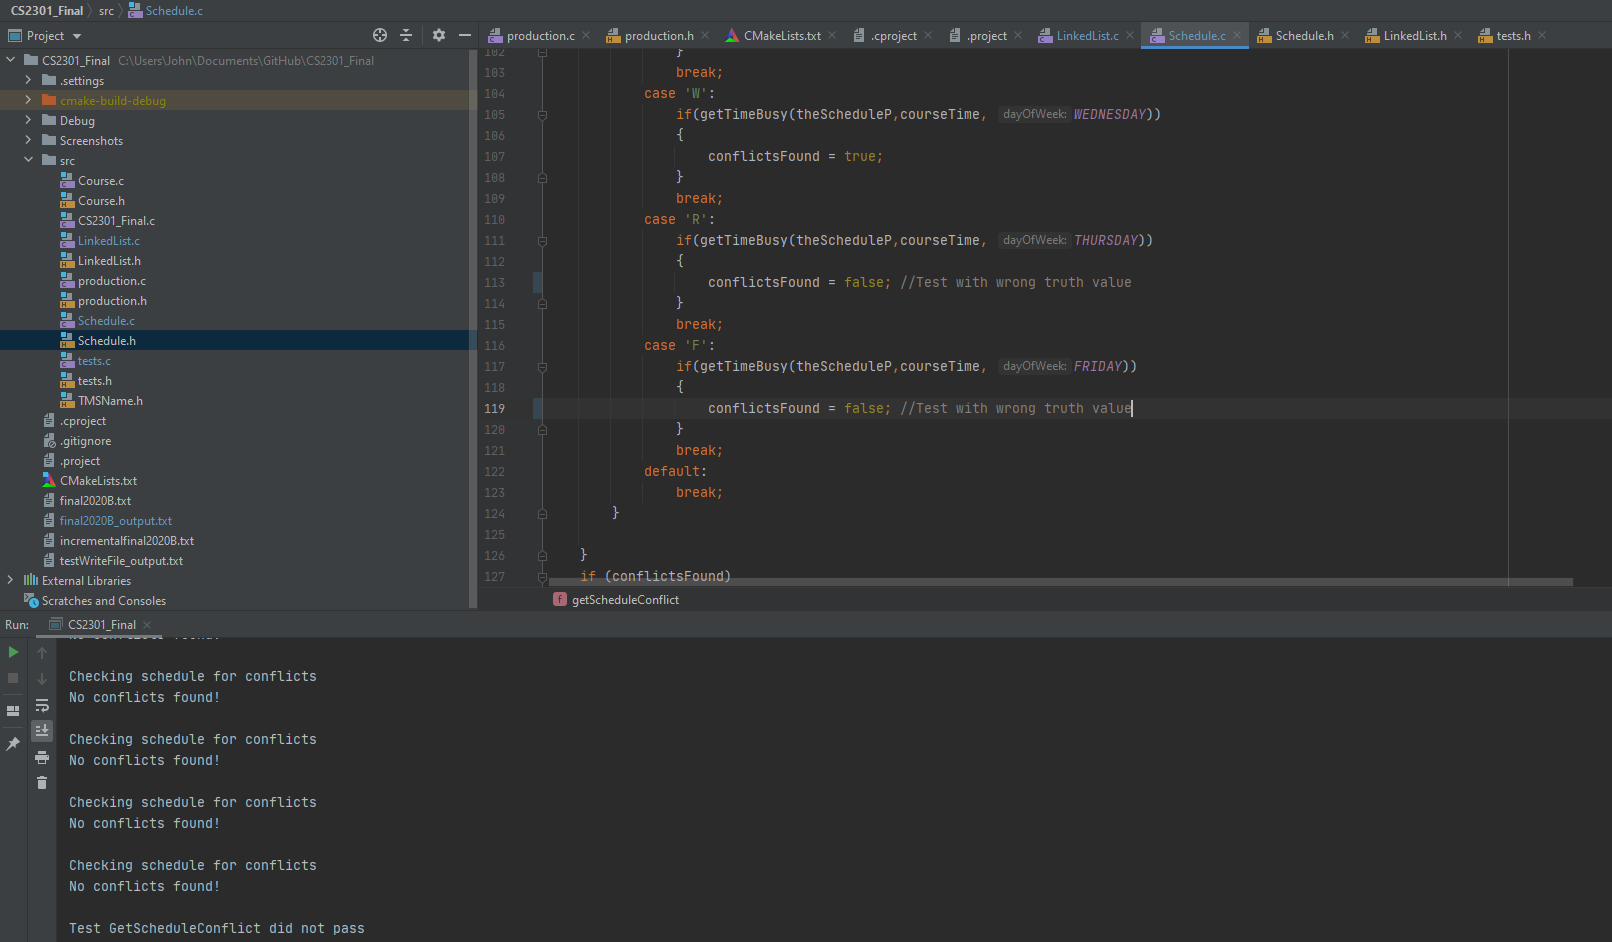 CS2301_Final src Schedule.c
Project
production.c production.h CMakeLists.txt .cproject .project LinkedList.c Schedule.c Schedule.h LinkedList.h tests.h
CS2301_Final C:\Users\John\Documents\GitHub\CS2301_Final
.settings
cmake-build-debug
Debug
Screenshots
src
Course.c
Course.h
CS2301_Final.c
LinkedList.c
LinkedList.h
production.c
production.h
Schedule.c
Schedule.h
tests.c
tests.h
TMSName.h
.cproject
.gitignore
.project
CMakeLists.txt
final2020B.txt
final2020B_output.txt
incrementalfinal2020B.txt
testWriteFile_output.txt
External Libraries
Scratches and Consoles
102 }
103 break;
104 case 'W':
105 if(getTimeBusy(theScheduleP,courseTime, dayOfWeek: WEDNESDAY))
106 {
107 conflictsFound = true;
108 }
109 break;
110 case 'R':
111 if(getTimeBusy(theScheduleP,courseTime, dayOfWeek: THURSDAY))
112 {
113 conflictsFound = false; //Test with wrong truth value
114 }
115 break;
116 case 'F':
117 if(getTimeBusy(theScheduleP,courseTime, dayOfWeek: FRIDAY))
118 {
119 conflictsFound = false; //Test with wrong truth value
120 }
121 break;
122 default:
123 break;
124 }
125
126 }
127 if (conflictsFound)
f getScheduleConflict
Run: CS2301_Final
No conflicts found!
Checking schedule for conflicts
No conflicts found!
Checking schedule for conflicts
No conflicts found!
Checking schedule for conflicts
No conflicts found!
Checking schedule for conflicts
No conflicts found!
Test GetScheduleConflict did not pass